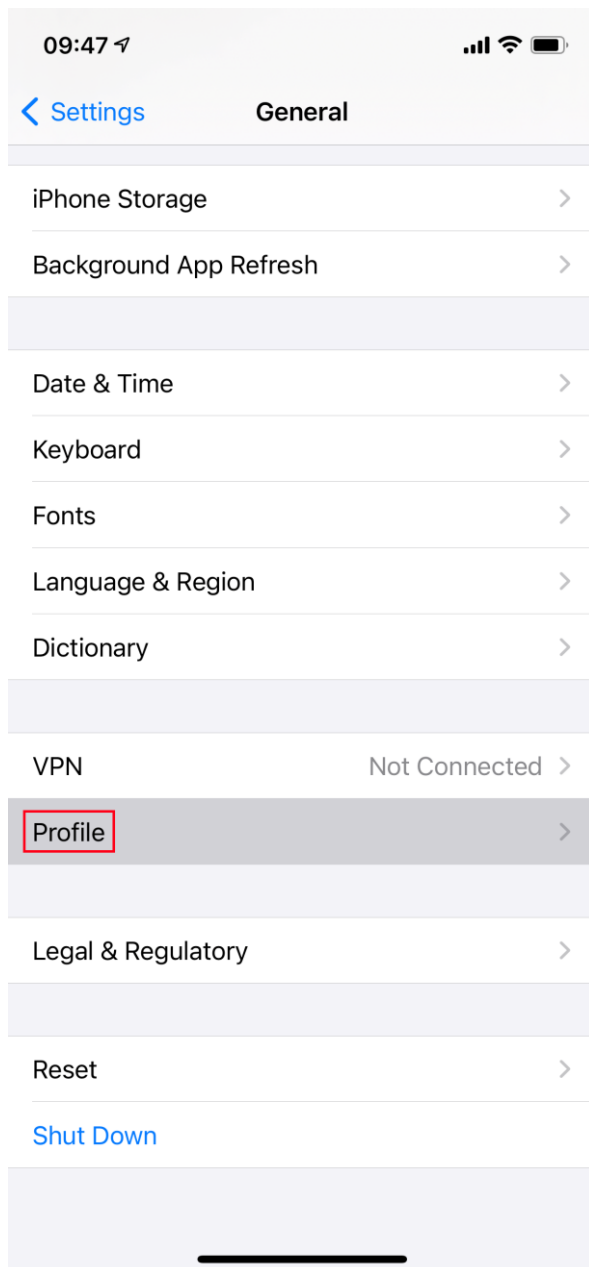 09:47
Settings General
iPhone Storage
Background App Refresh
Date & Time
Keyboard
Fonts
Language & Region
Dictionary
VPN Not Connected
Profile
Legal & Regulatory
Reset
Shut Down